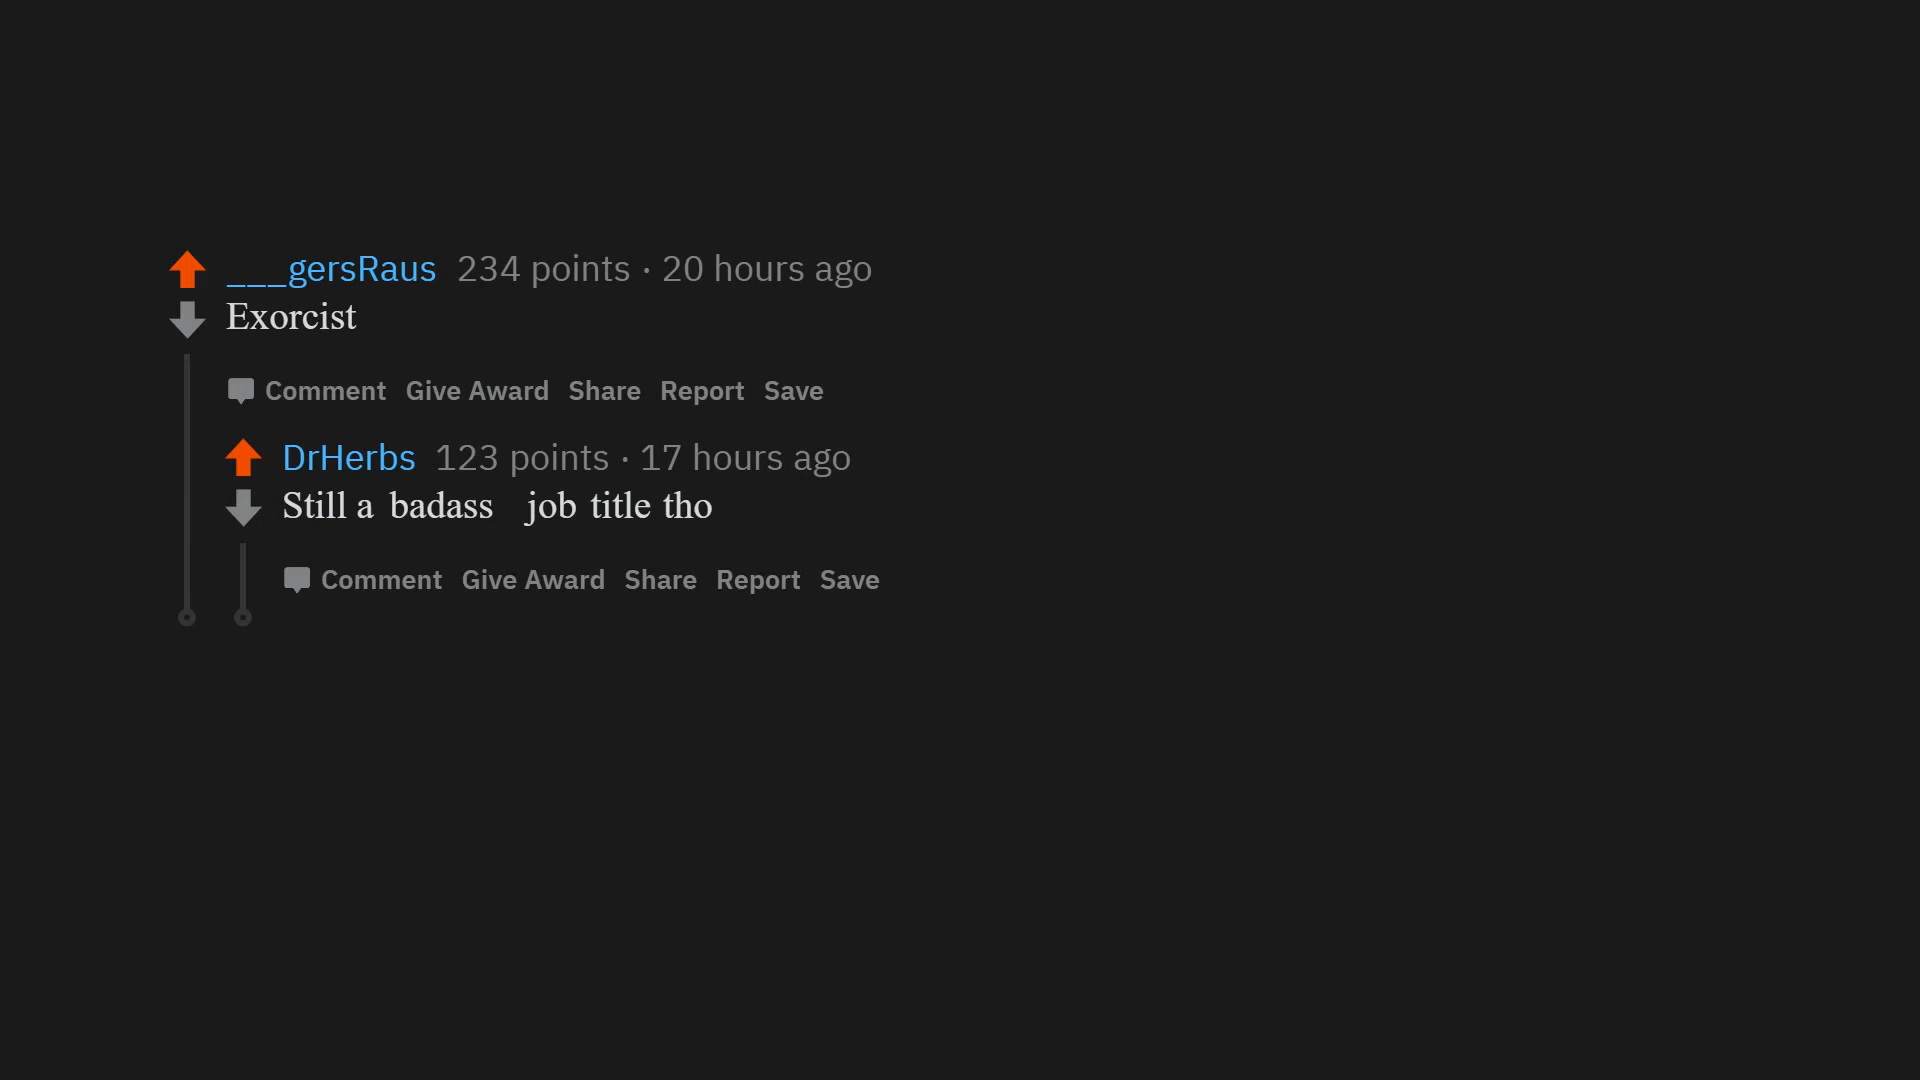 ___gersRaus 234 points · 20 hours ago
Exorcist
Comment Give Award Share Report Save
DrHerbs 123 points · 17 hours ago
Still a badass job title tho
Comment Give Award Share Report Save